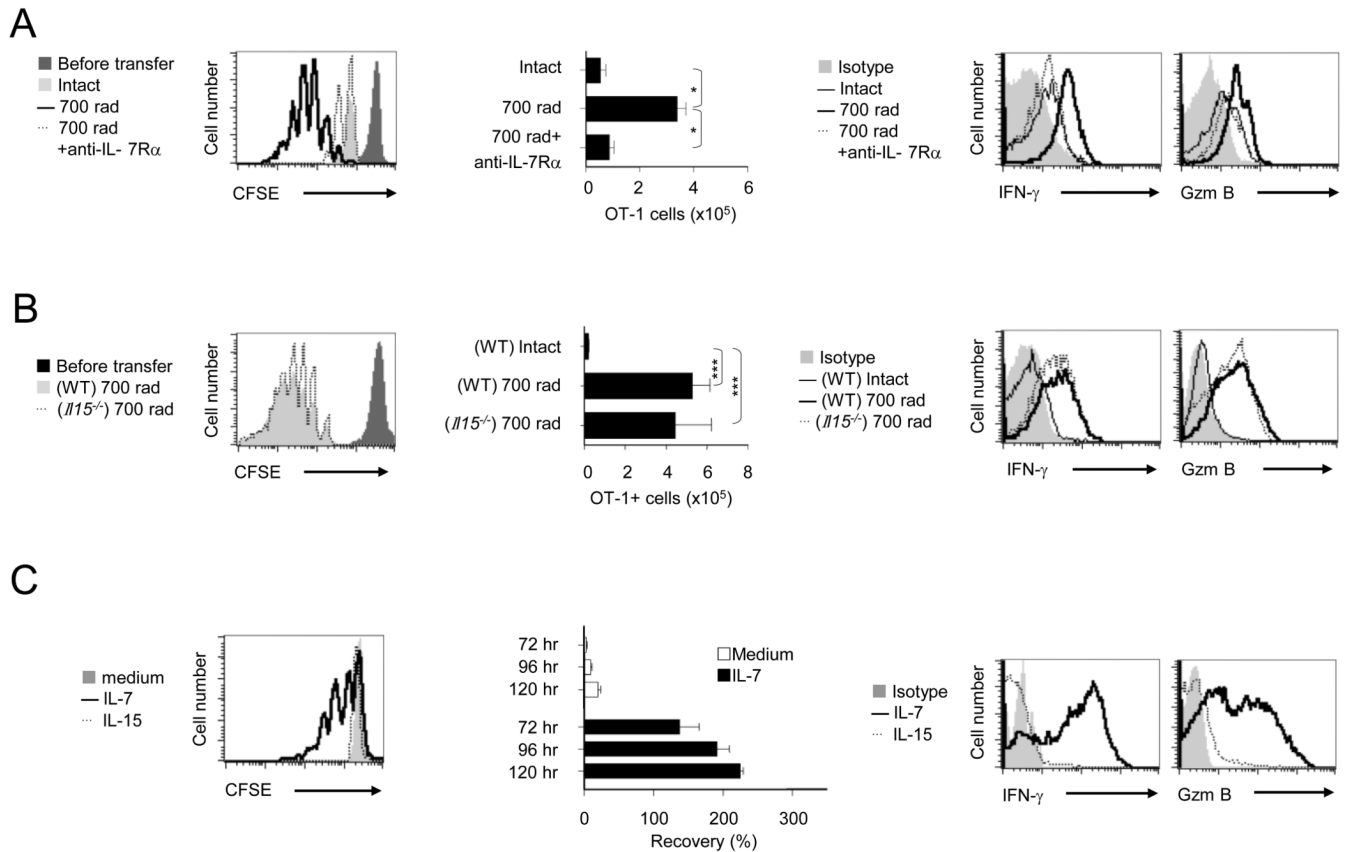 A
Before transfer
Intact
700 rad
700 rad
+anti-IL- 7Rα
Cell number
CFSE
Intact
700 rad
700 rad+
anti-IL-7Rα
*
*
0 2 4 6
OT-1 cells (x10⁵)
Isotype
Intact
700 rad
700 rad
+anti-IL- 7Rα
Cell number
IFN-γ
Cell number
Gzm B
B
Before transfer
(WT) 700 rad
(Il15⁻/⁻) 700 rad
Cell number
CFSE
(WT) Intact
(WT) 700 rad
(Il15⁻/⁻) 700 rad
***
***
0 2 4 6 8
OT-1+ cells (x10⁵)
Isotype
(WT) Intact
(WT) 700 rad
(Il15⁻/⁻) 700 rad
Cell number
IFN-γ
Cell number
Gzm B
C
medium
IL-7
IL-15
Cell number
CFSE
72 hr
96 hr
120 hr
72 hr
96 hr
120 hr
Medium
IL-7
0 100 200 300
Recovery (%)
Isotype
IL-7
IL-15
Cell number
IFN-γ
Cell number
Gzm B